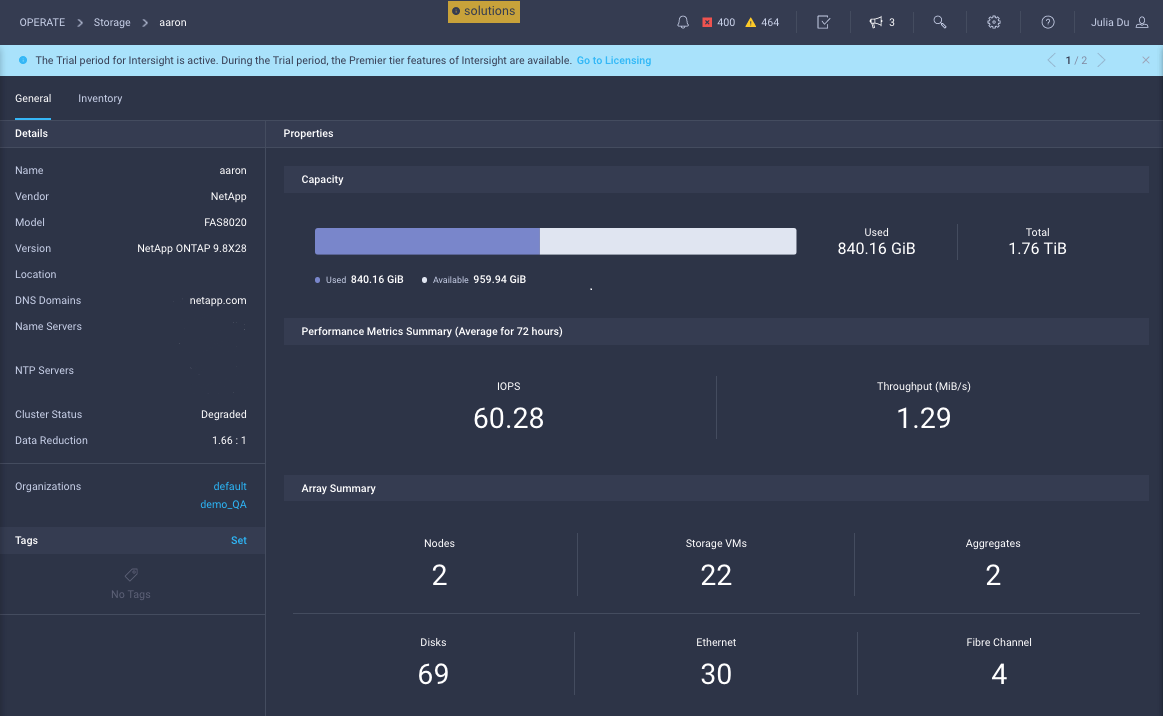 OPERATE > Storage > aaron
solutions
400 464 3 Julia Du
The Trial period for Intersight is active. During the Trial period, the Premier tier features of Intersight are available. Go to Licensing
1 / 2
General Inventory
Details
Name aaron
Vendor NetApp
Model FAS8020
Version NetApp ONTAP 9.8X28
Location
DNS Domains netapp.com
Name Servers
NTP Servers
Cluster Status Degraded
Data Reduction 1.66 : 1
Organizations default
demo_QA
Tags Set
No Tags
Properties
Capacity
Used Total
840.16 GiB 1.76 TiB
Used 840.16 GiB Available 959.94 GiB
Performance Metrics Summary (Average for 72 hours)
IOPS Throughput (MiB/s)
60.28 1.29
Array Summary
Nodes Storage VMs Aggregates
2 22 2
Disks Ethernet Fibre Channel
69 30 4